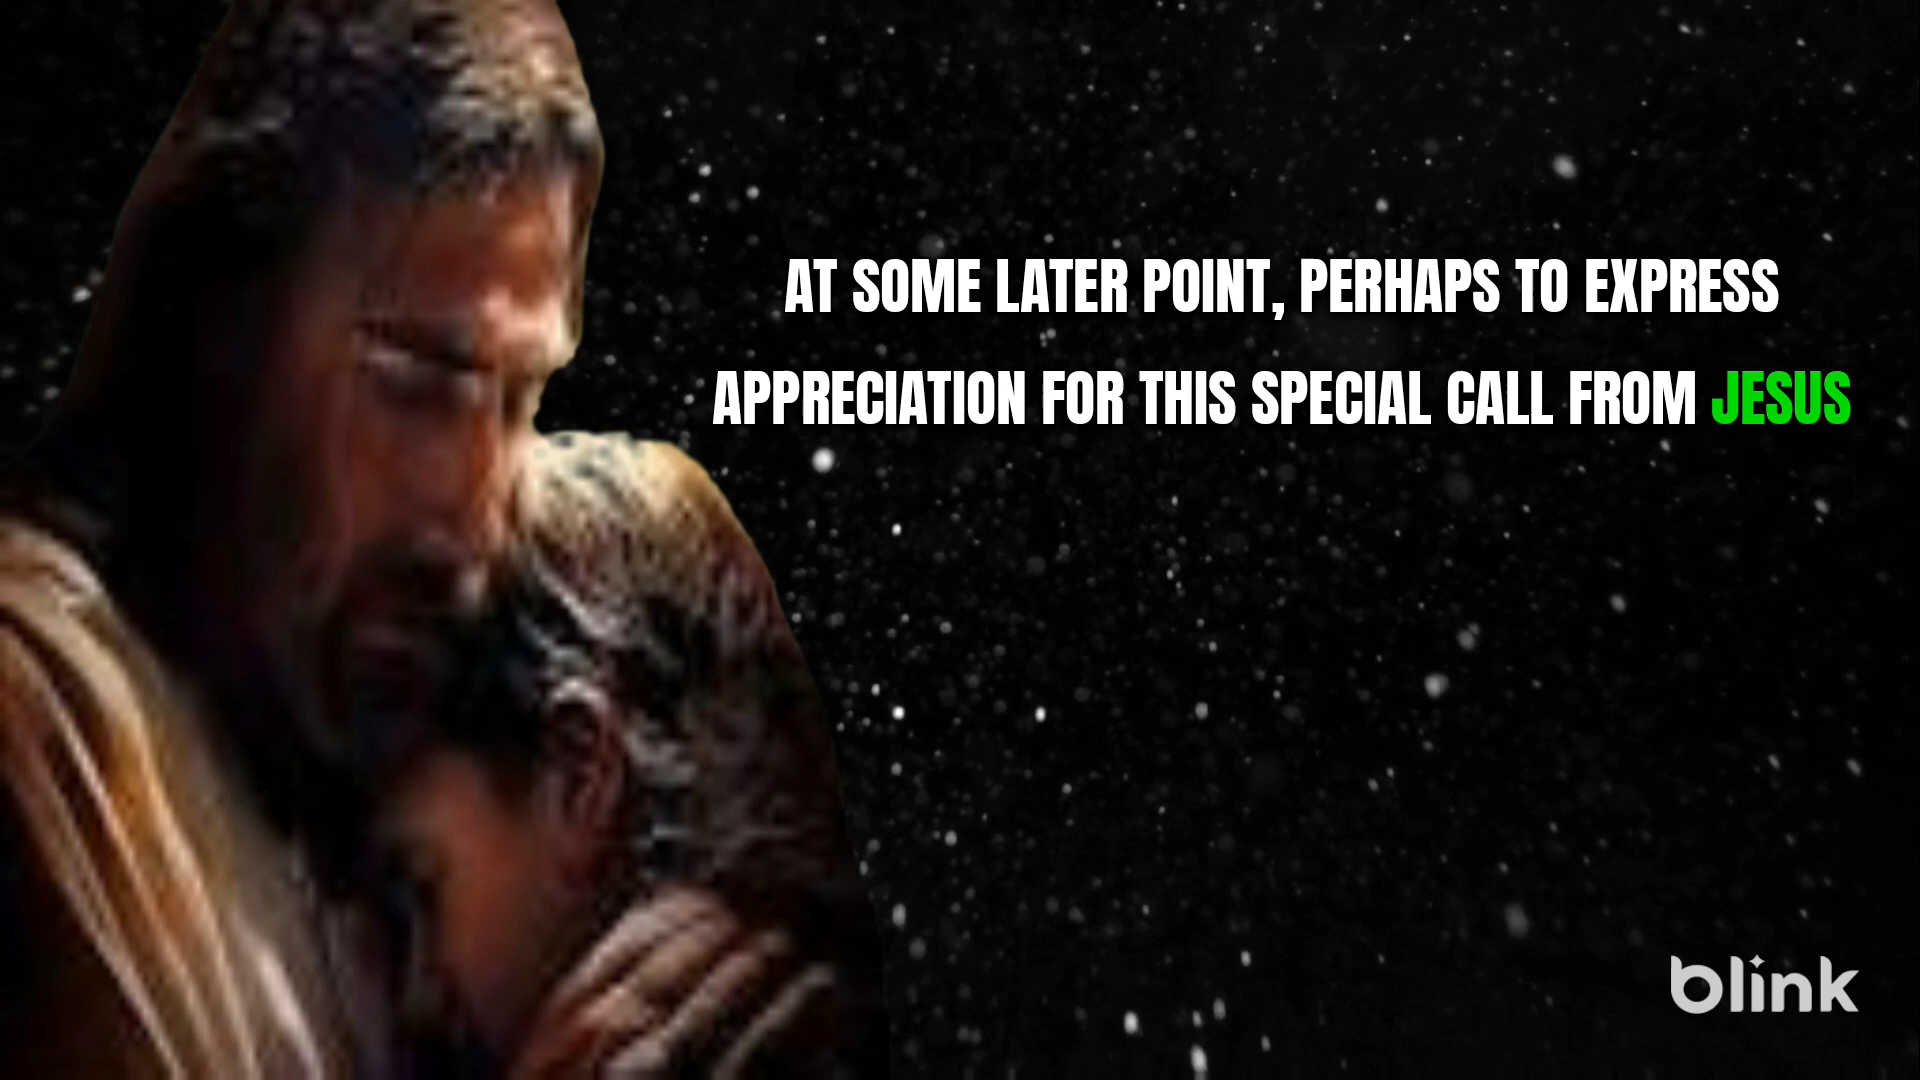 AT SOME LATER POINT, PERHAPS TO EXPRESS
APPRECIATION FOR THIS SPECIAL CALL FROM JESUS
blink